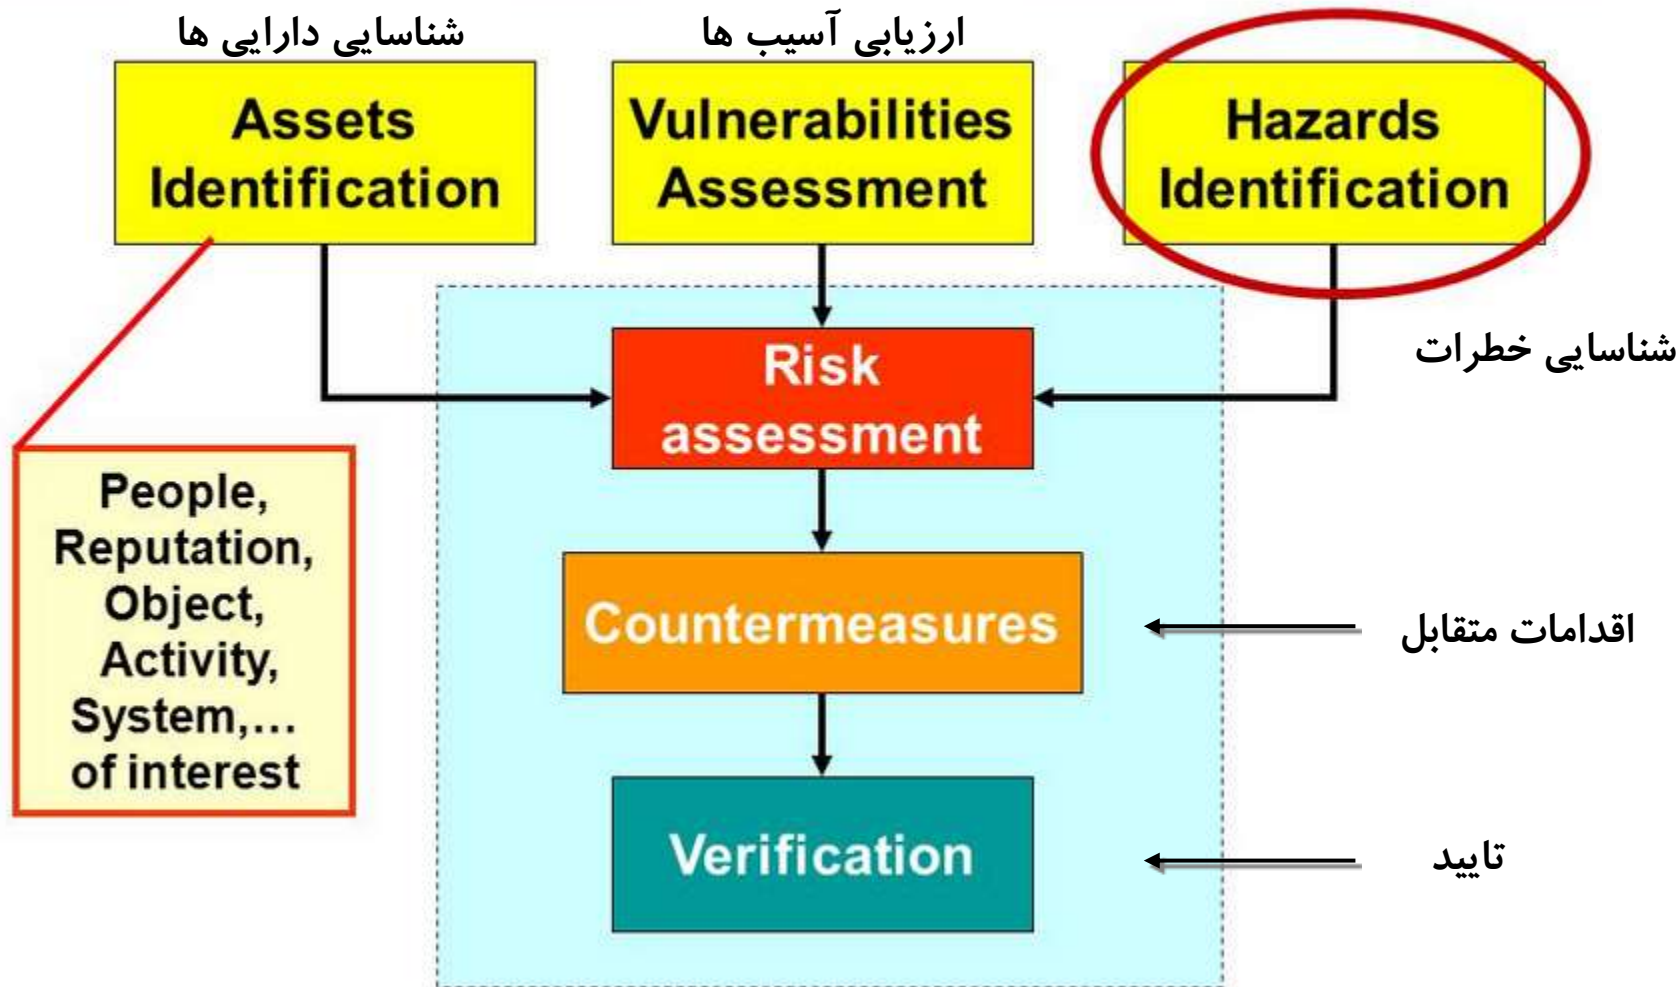 شناسایی دارایی ها
ارزیابی آسیب ها
Assets
Identification
Vulnerabilities
Assessment
Hazards
Identification
شناسایی خطرات
Risk
assessment
People,
Reputation,
Object,
Activity,
System,...
of interest
Countermeasures
اقدامات متقابل
Verification
تایید